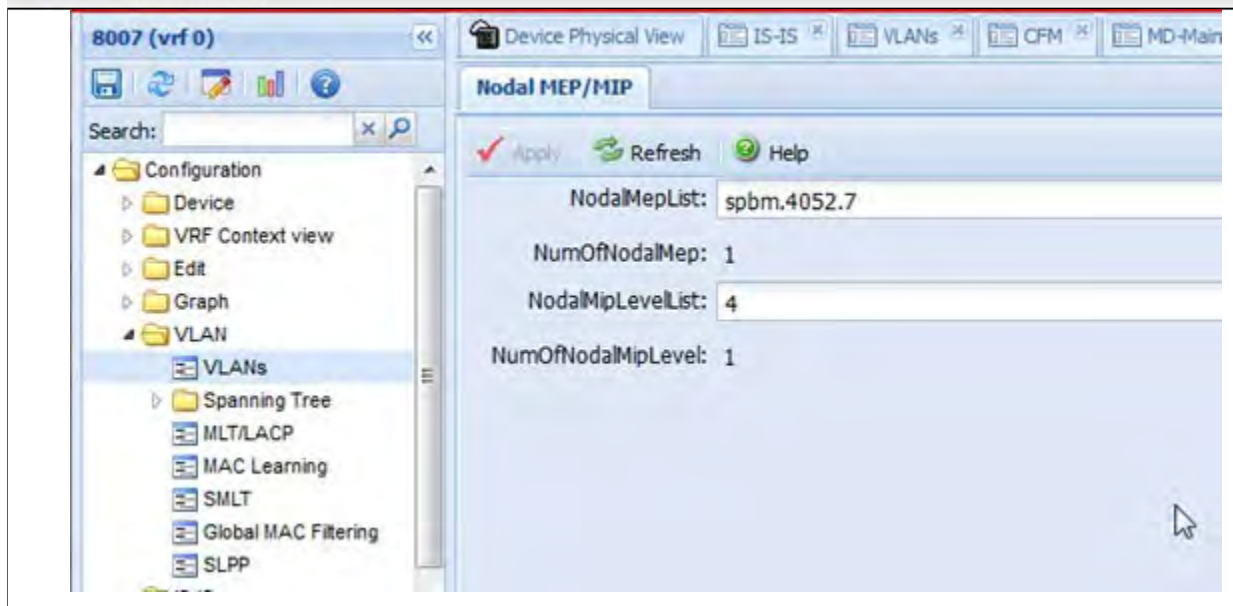 8007 (vrf 0)
Search:
Configuration
Device
VRF Context view
Edit
Graph
VLAN
VLANs
Spanning Tree
MLT/LACP
MAC Learning
SMLT
Global MAC Filtering
SLPP
Device Physical View IS-IS VLANs CFM MD-Main
Nodal MEP/MIP
Apply Refresh Help
NodalMepList: spbm.4052.7
NumOfNodalMep: 1
NodalMipLevelList: 4
NumOfNodalMipLevel: 1